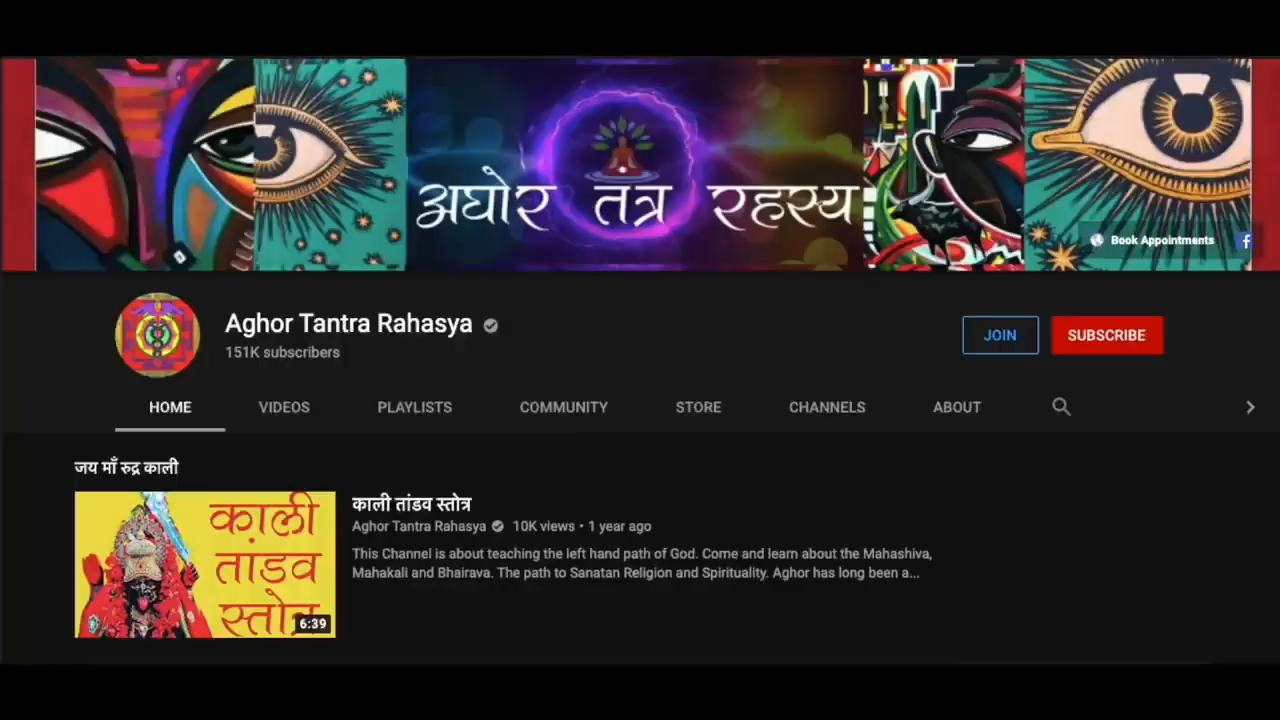 अघोर तत्र रहस्य
Book Appointments
Aghor Tantra Rahasya
151K subscribers
JOIN
SUBSCRIBE
HOME VIDEOS PLAYLISTS COMMUNITY STORE CHANNELS ABOUT
जय माँ रुद्र काली
काली
तांडव
स्तोत्र
6:39
काली तांडव स्तोत्र
Aghor Tantra Rahasya 10K views • 1 year ago
This Channel is about teaching the left hand path of God. Come and learn about the Mahashiva,
Mahakali and Bhairava. The path to Sanatan Religion and Spirituality. Aghor has long been a...